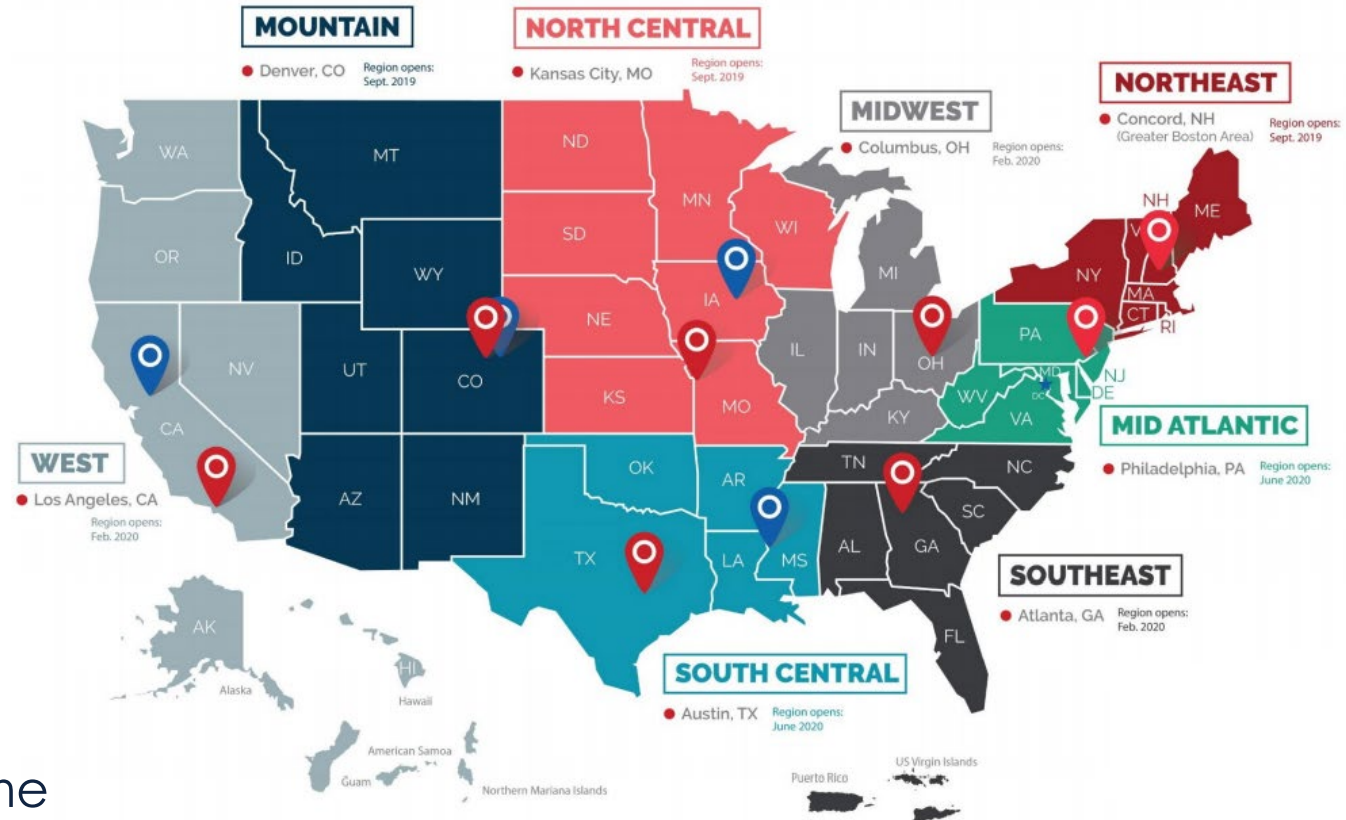 MOUNTAIN
Denver, CO
Region opens:
Sept. 2019
NORTH CENTRAL
Kansas City, MO
Region opens:
Sept. 2019
MIDWEST
Columbus, OH
Region opens:
Feb. 2020
NORTHEAST
Concord, NH
(Greater Boston Area)
Region opens:
Sept. 2019
WA
MT
ND
MN
OR
ID
WY
SD
WI
MI
NH
ME
V
NY
MA
CT
RI
NV
UT
CO
NE
IA
IL
IN
OH
PA
NJ
MD
DE
DC
WV
VA
KS
MO
KY
CA
MID ATLANTIC
Philadelphia, PA
Region opens:
June 2020
WEST
Los Angeles, CA
Region opens:
Feb. 2020
AZ
NM
OK
AR
TN
NC
SC
TX
LA
MS
AL
GA
FL
SOUTHEAST
Atlanta, GA
Region opens:
Feb. 2020
SOUTH CENTRAL
Austin, TX
Region opens:
June 2020
AK
Alaska
HI
Hawaii
American Samoa
Guam
Northern Mariana Islands
US Virgin Islands
Puerto Rico
ne